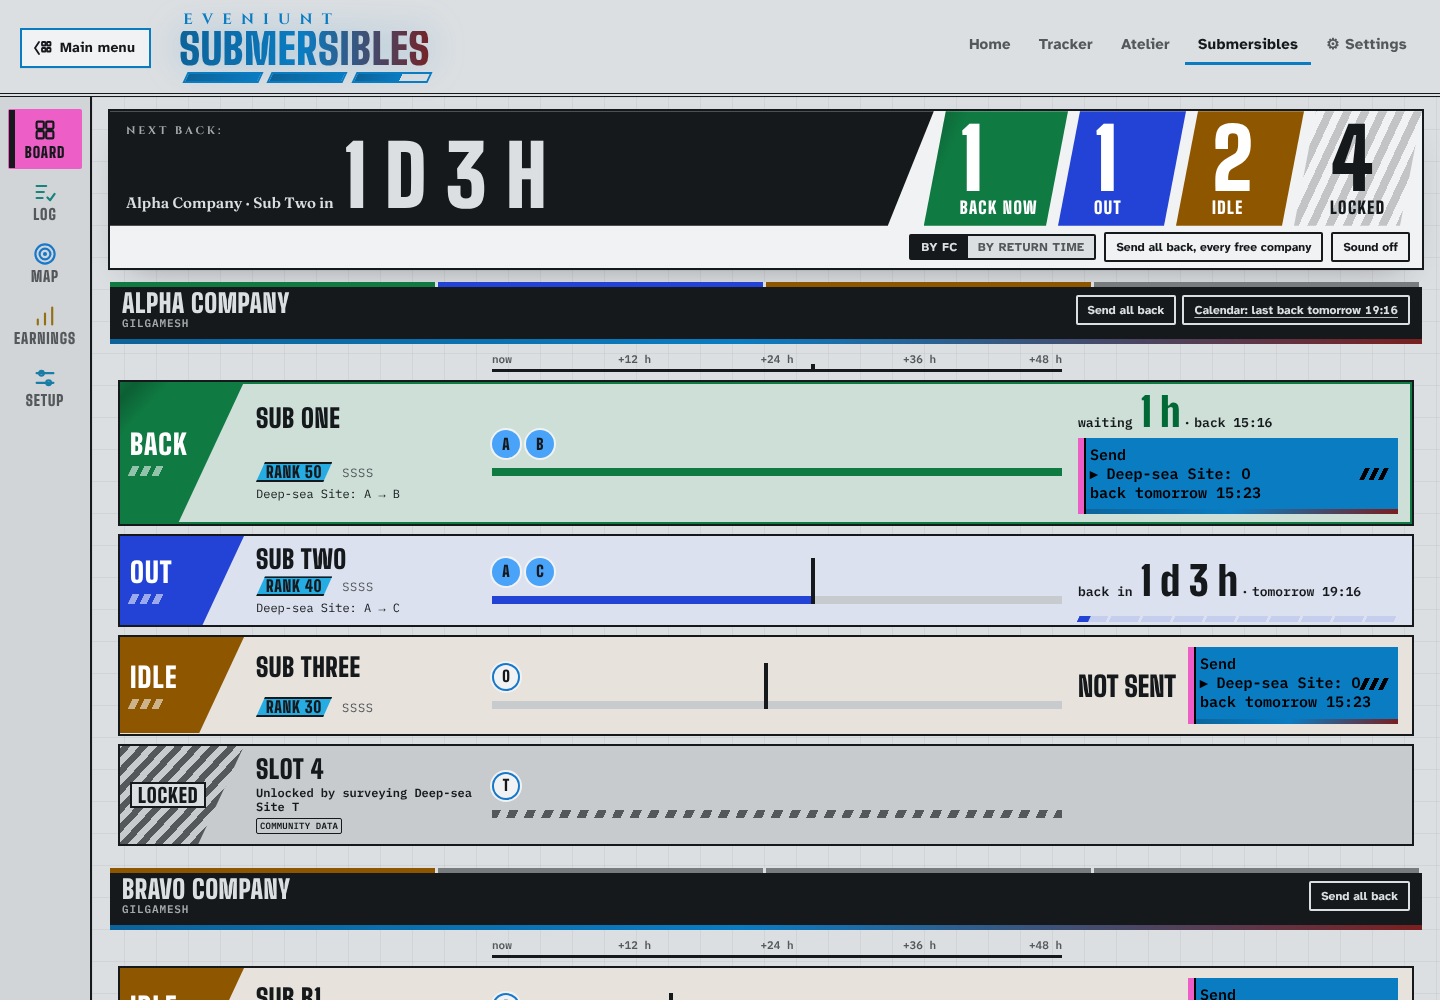 Main menu
EVENIUNT
SUBMERSIBLES
Home
Tracker
Atelier
Submersibles
Settings
BOARD
LOG
MAP
EARNINGS
SETUP
NEXT BACK:
Alpha Company · Sub Two in 1D 3H
1 BACK NOW
1 OUT
2 IDLE
4 LOCKED
BY FC
BY RETURN TIME
Send all back, every free company
Sound off
ALPHA COMPANY
GILGAMESH
Send all back
Calendar: last back tomorrow 19:16
now +12 h +24 h +36 h +48 h
BACK
SUB ONE
RANK 50 SSSS
Deep-sea Site: A → B
A B
waiting 1h · back 15:16
Send
▶ Deep-sea Site: O
back tomorrow 15:23
OUT
SUB TWO
RANK 40 SSSS
Deep-sea Site: A → C
A C
back in 1d 3h · tomorrow 19:16
IDLE
SUB THREE
RANK 30 SSSS
O
NOT SENT
Send
▶ Deep-sea Site: O
back tomorrow 15:23
LOCKED
SLOT 4
Unlocked by surveying Deep-sea
Site T
COMMUNITY DATA
T
BRAVO COMPANY
GILGAMESH
Send all back
now +12 h +24 h +36 h +48 h
SUB B1
Send